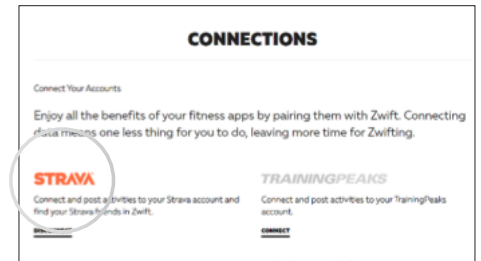 CONNECTIONS
Connect Your Accounts
Enjoy all the benefits of your fitness apps
by pairing them with Zwift. Connecting
data means one less thing for you to do,
leaving more time for Zwifting.
STRAVA
Connect and post activities to your Strava account and
find your Strava friends in Zwift.
DISCONNECT
TRAININGPEAKS
Connect and post activities to your TrainingPeaks
account.
CONNECT